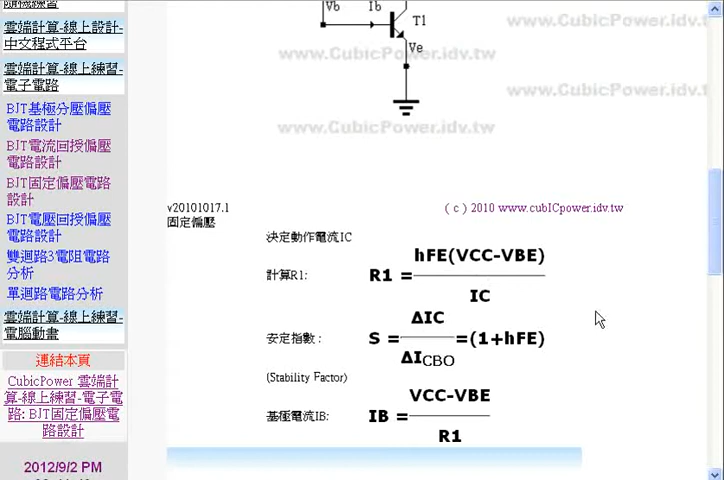 隨機練習
雲端計算-線上設計-
中文程式平台
雲端計算-線上練習-
電子電路
BJT基極分壓偏壓
電路設計
BJT電流回授偏壓
電路設計
BJT固定偏壓電路
設計
BJT電壓回授偏壓
電路設計
雙迴路3電阻電路
分析
單迴路電路分析
雲端計算-線上練習-
電腦動畫
連結本頁
CubicPower 雲端計
算-線上練習-電子電
路: BJT固定偏壓電
路設計
2012/9/2 PM
Vb
Ib
T1
Ve
www.CubicPower.idv.tw
www.CubicPower.idv.tw
www.CubicPower.idv.t
www.CubicPower.idv.tw
v20101017.1
( c ) 2010 www.cubICpower.idv.tw
固定偏壓
決定動作電流IC
計算R1:
R1 =
hFE(VCC-VBE)
IC
安定指數:
S =
ΔIC
ΔICBO
=(1+hFE)
(Stability Factor)
基極電流IB:
IB =
VCC-VBE
R1